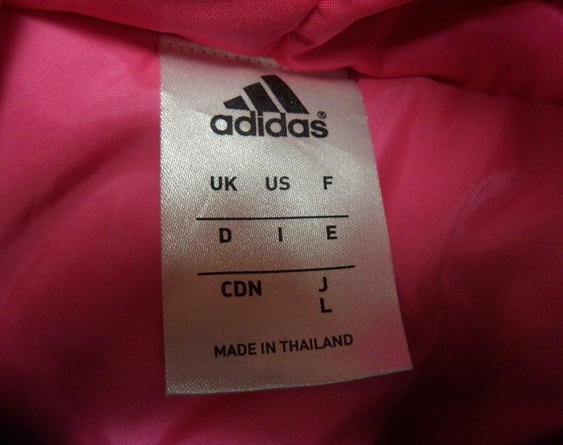 adidas®
UK US F
D I E
CDN J
L
MADE IN THAILAND